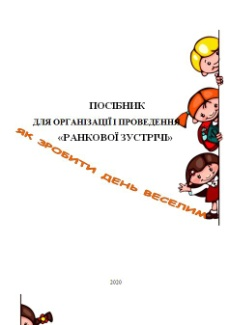 ПОСІБНИК
ДЛЯ ОРГАНІЗАЦІЇ І ПРОВЕДЕННЯ
«РАНКОВОЇ ЗУСТРІЧІ»
ЯК ЗРОБИТИ ДЕНЬ ВЕСЕЛИМ
2020